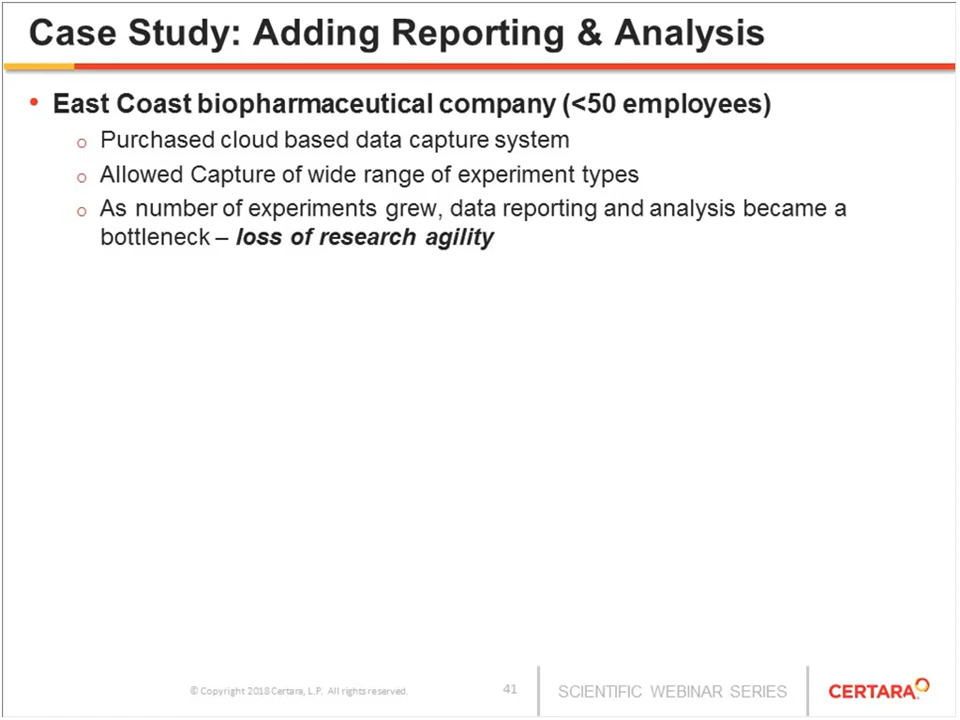 Case Study: Adding Reporting & Analysis
• East Coast biopharmaceutical company (<50 employees)
o Purchased cloud based data capture system
o Allowed Capture of wide range of experiment types
o As number of experiments grew, data reporting and analysis became a
bottleneck – loss of research agility
© Copyright 2018 Certara, L.P. All rights reserved.
41
SCIENTIFIC WEBINAR SERIES
CERTARA